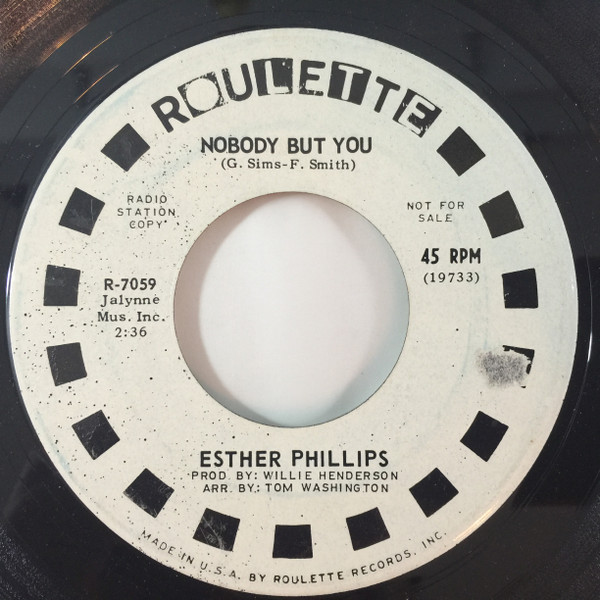 ROULETTE
NOBODY BUT YOU
(G. Sims-F. Smith)
RADIO
STATION
COPY
NOT FOR
SALE
R-7059
Jalynne
Mus. Inc.
2:36
45 RPM
(19733)
ESTHER PHILLIPS
PROD. BY: WILLIE HENDERSON
ARR. BY: TOM WASHINGTON
MADE IN U.S.A. BY ROULETTE RECORDS, INC.